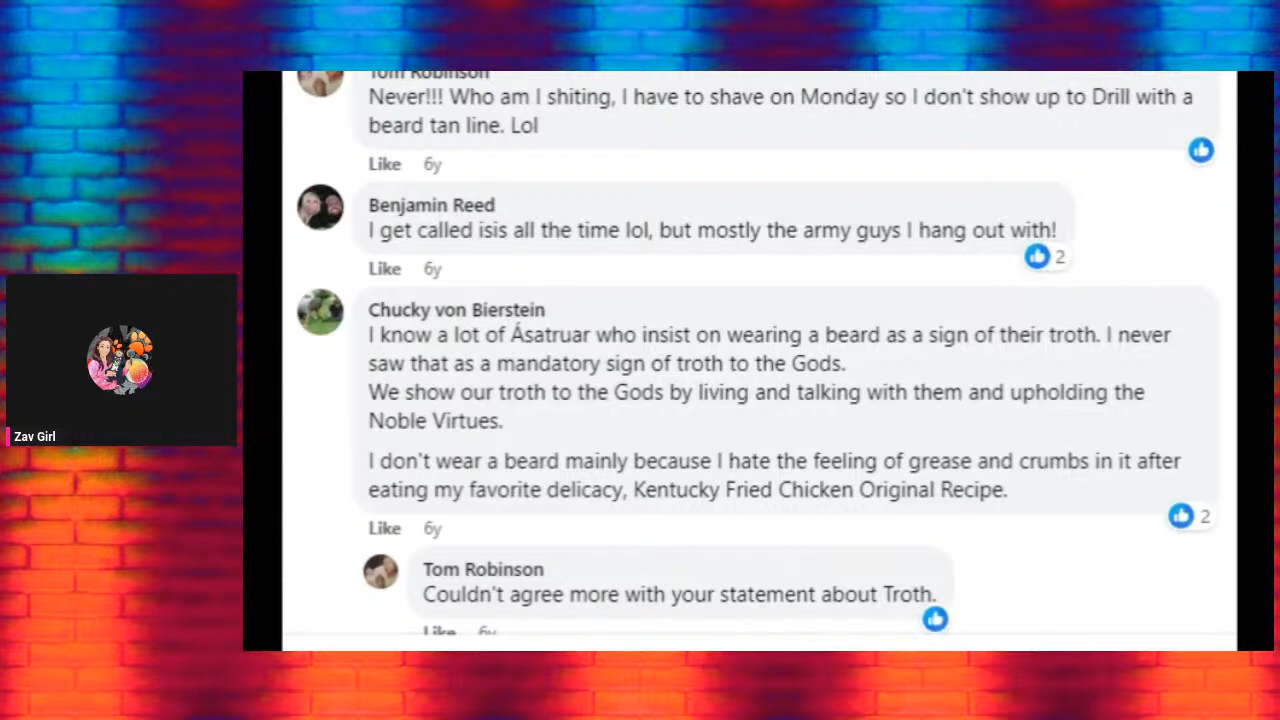 Tom Robinson
Never!!! Who am I shiting, I have to shave on Monday so I don't show up to Drill with a
beard tan line. Lol
Like 6y
Benjamin Reed
I get called isis all the time lol, but mostly the army guys I hang out with!
2
Like 6y
Chucky von Bierstein
I know a lot of Ásatruar who insist on wearing a beard as a sign of their troth. I never
saw that as a mandatory sign of troth to the Gods.
We show our troth to the Gods by living and talking with them and upholding the
Noble Virtues.
I don't wear a beard mainly because I hate the feeling of grease and crumbs in it after
eating my favorite delicacy, Kentucky Fried Chicken Original Recipe.
2
Like 6y
Tom Robinson
Couldn't agree more with your statement about Troth.
Like 6y
Zav Girl